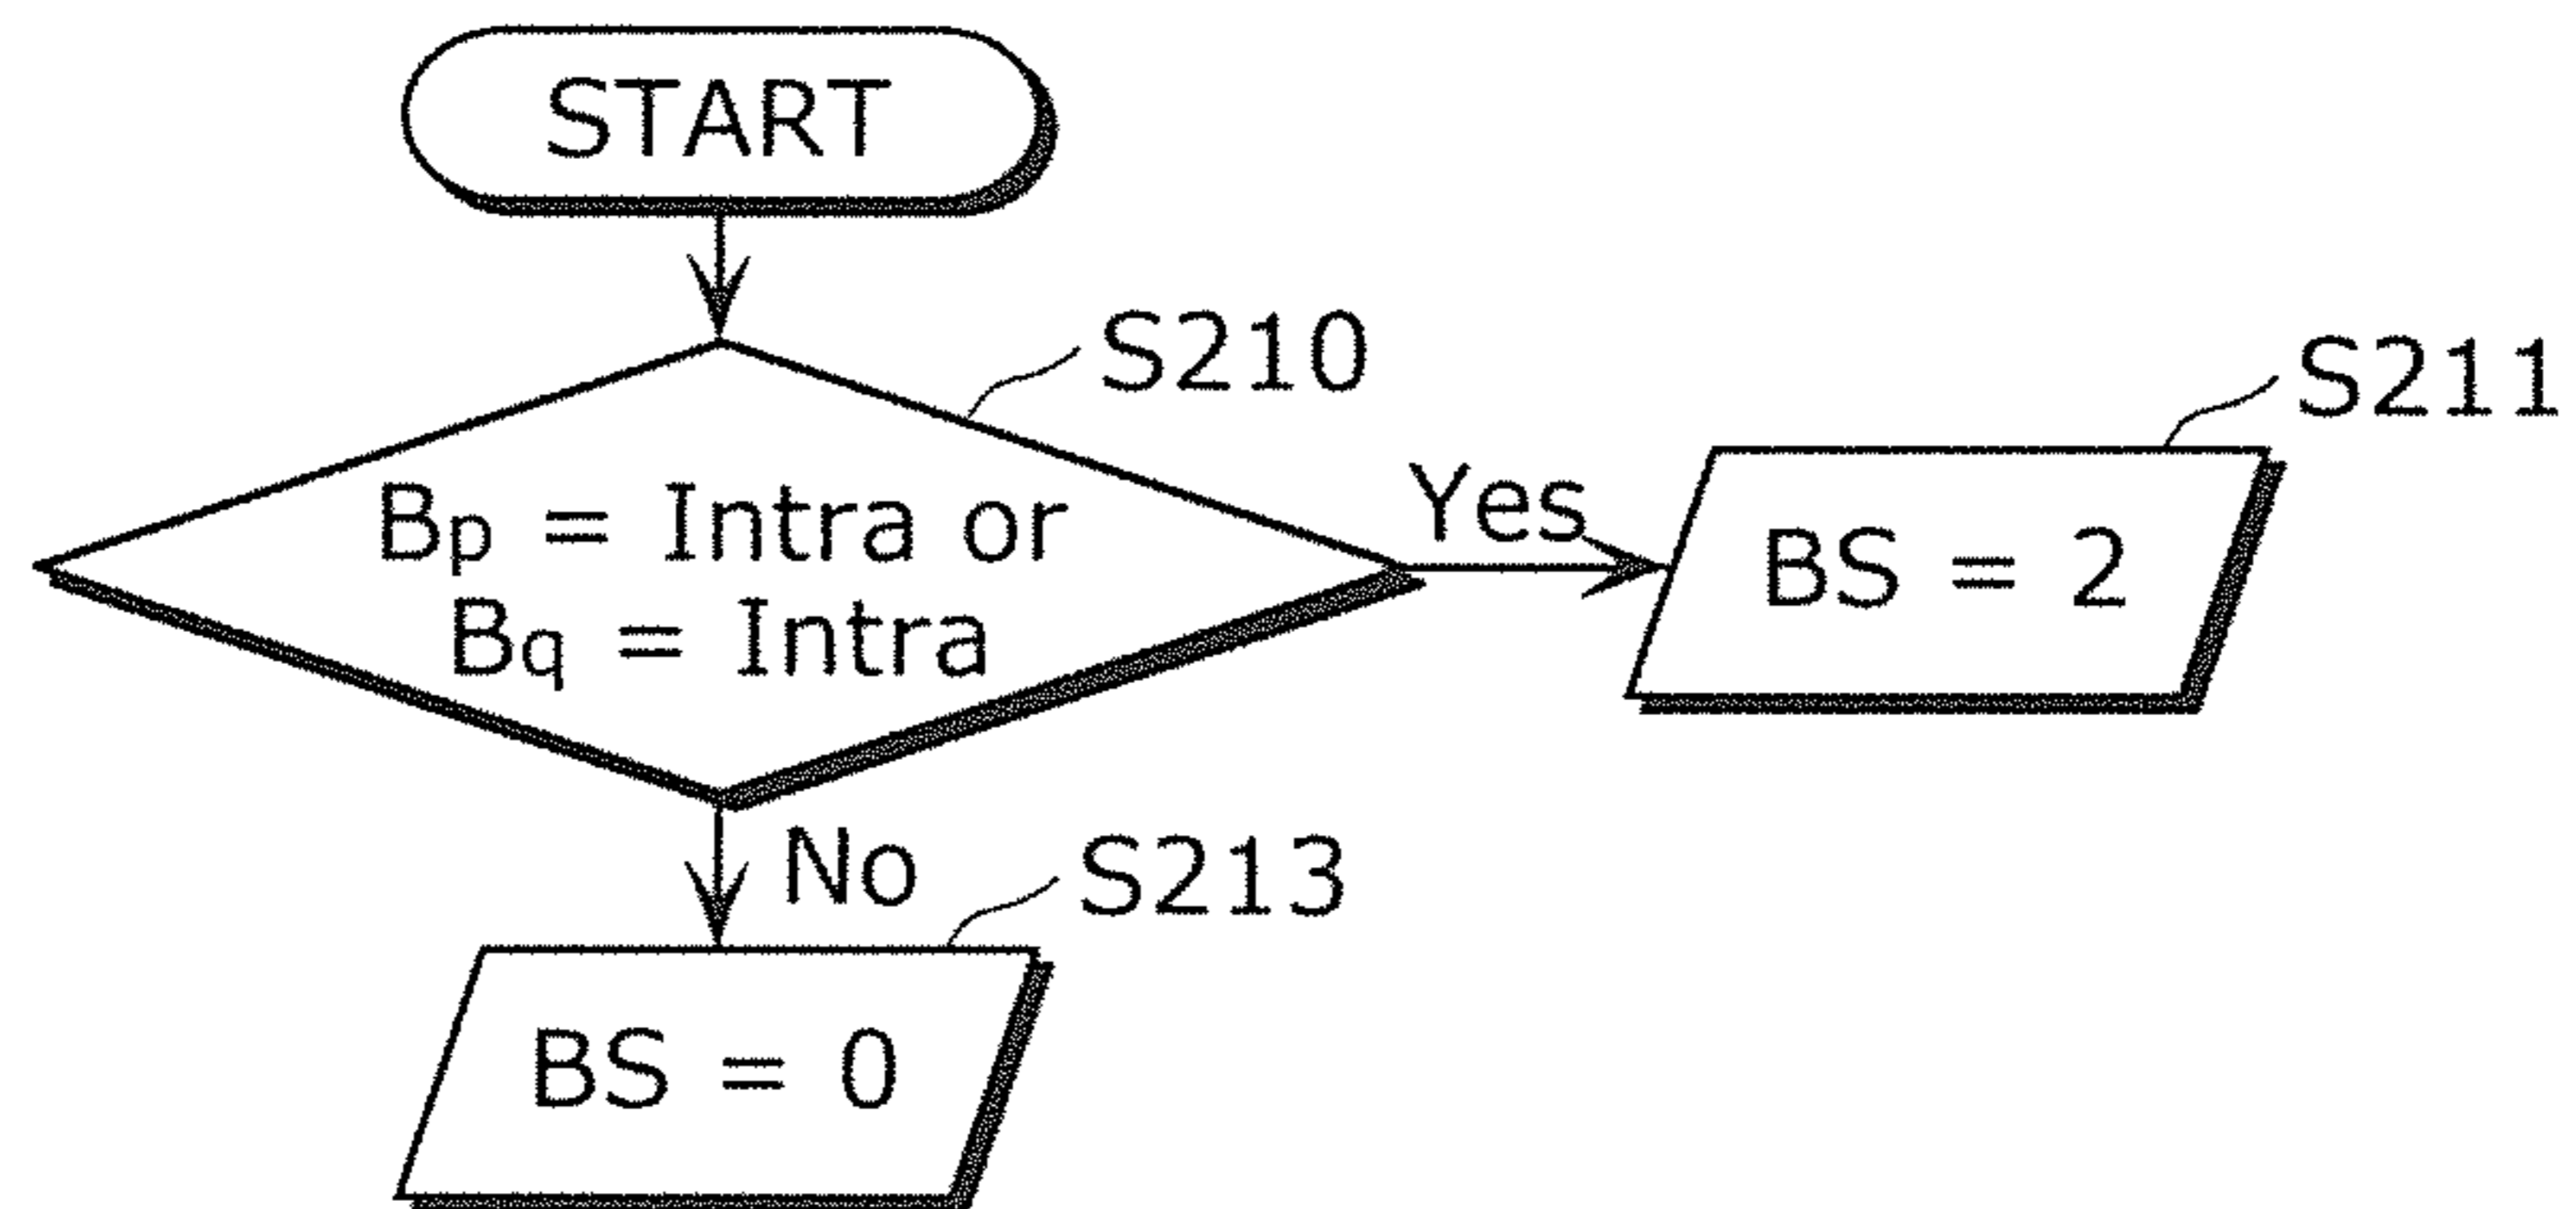 START
S210
S211
Bp = Intra or
Bq = Intra
Yes
BS = 2
No
S213
BS = 0